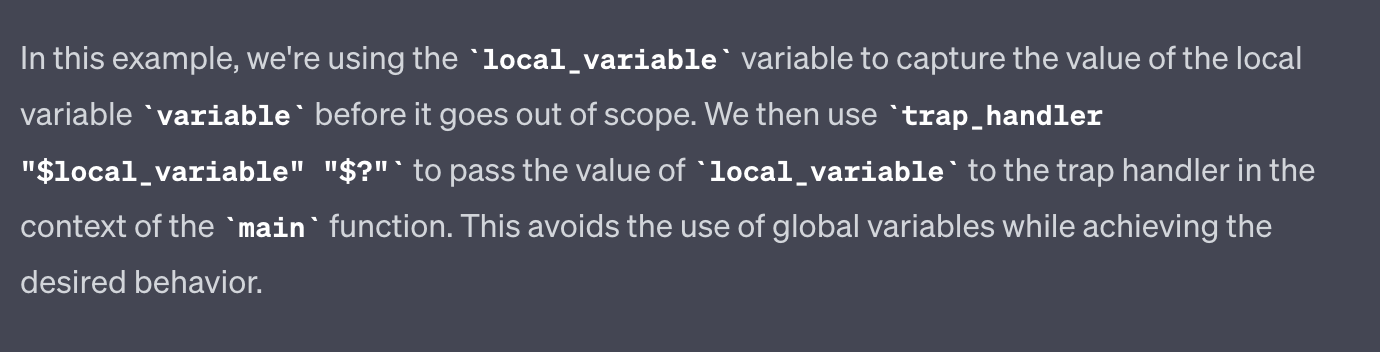 In this example, we're using the `local_variable` variable to capture the value of the local
variable `variable` before it goes out of scope. We then use `trap_handler
"$local_variable" "$?"` to pass the value of `local_variable` to the trap handler in the
context of the `main` function. This avoids the use of global variables while achieving the
desired behavior.